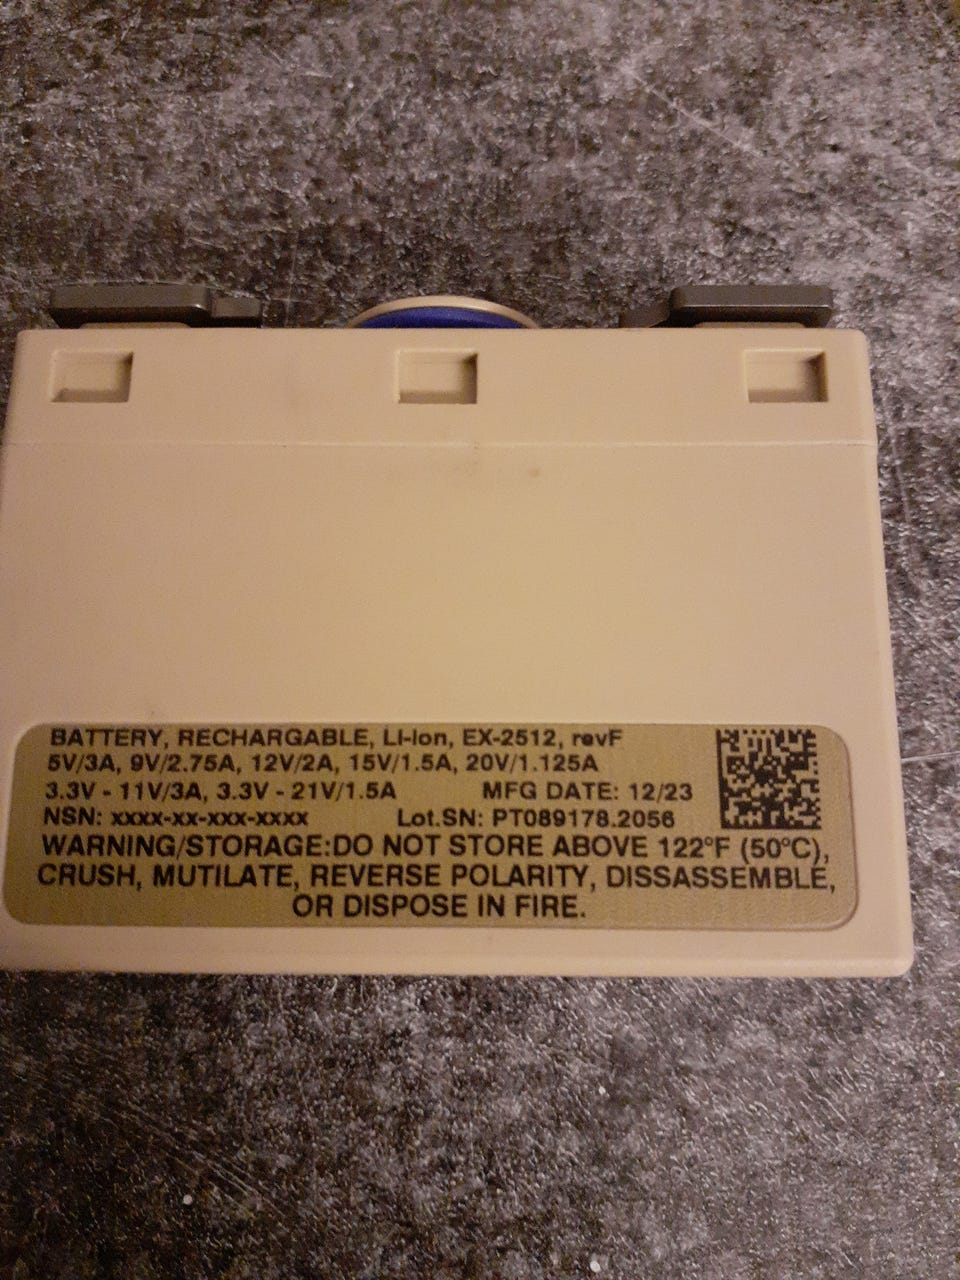 BATTERY, RECHARGABLE, LI-Ion, EX-2512, revF
5V/3A, 9V/2.75A, 12V/2A, 15V/1.5A, 20V/1.125A
3.3V - 11V/3A, 3.3V - 21V/1.5A MFG DATE: 12/23
NSN: xxxx-xx-xxx-xxxx Lot.SN: PT089178.2056
WARNING/STORAGE:DO NOT STORE ABOVE 122°F (50°C),
CRUSH, MUTILATE, REVERSE POLARITY, DISSASSEMBLE,
OR DISPOSE IN FIRE.